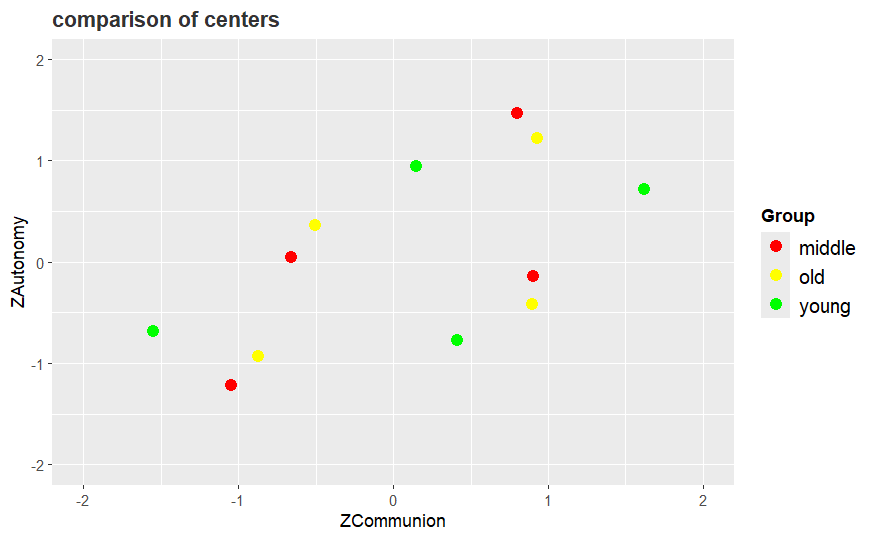 comparison of centers
2
1
0
-1
-2
ZAutonomy
-2
-1
0
1
2
ZCommunion
Group
middle
old
young